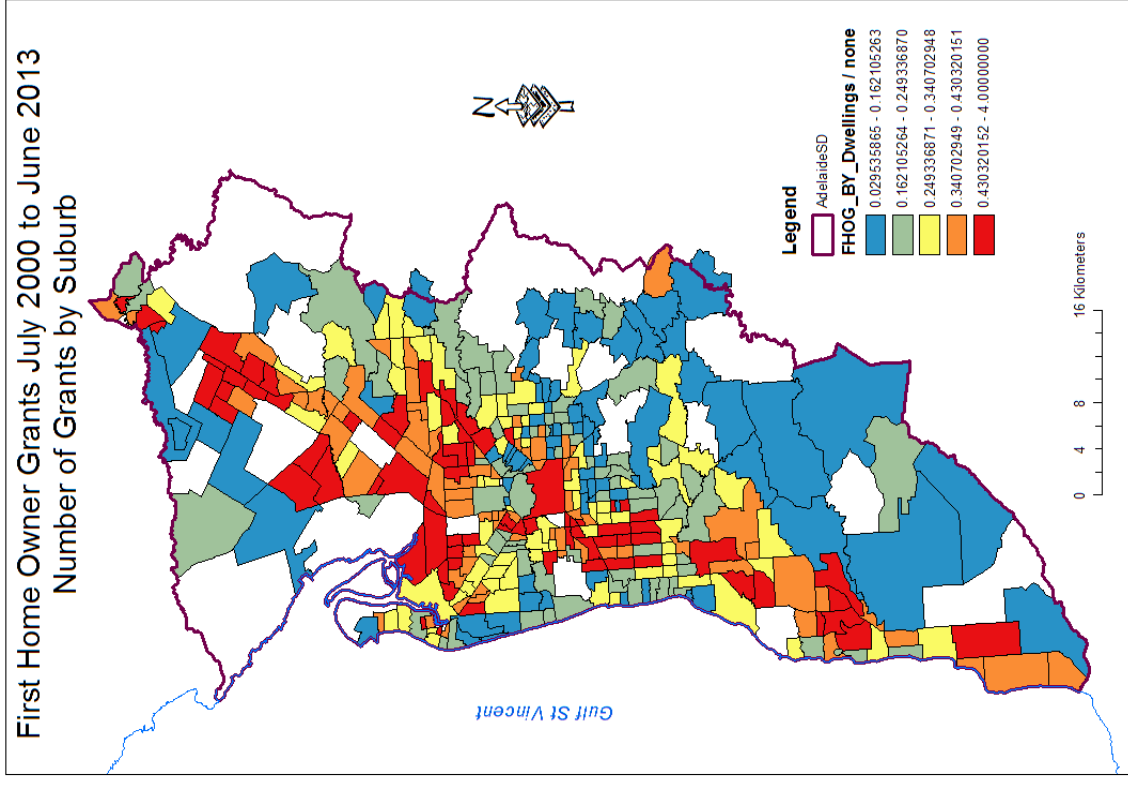 First Home Owner Grants July 2000 to June 2013
Number of Grants by Suburb
N
Gulf St Vincent
Legend
AdelaideSD
FHOG_BY_Dwellings / none
0.029535865 - 0.162105263
0.162105264 - 0.249336870
0.249336871 - 0.340702948
0.340702949 - 0.430320151
0.430320152 - 4.00000000
0 4 8 16 Kilometers